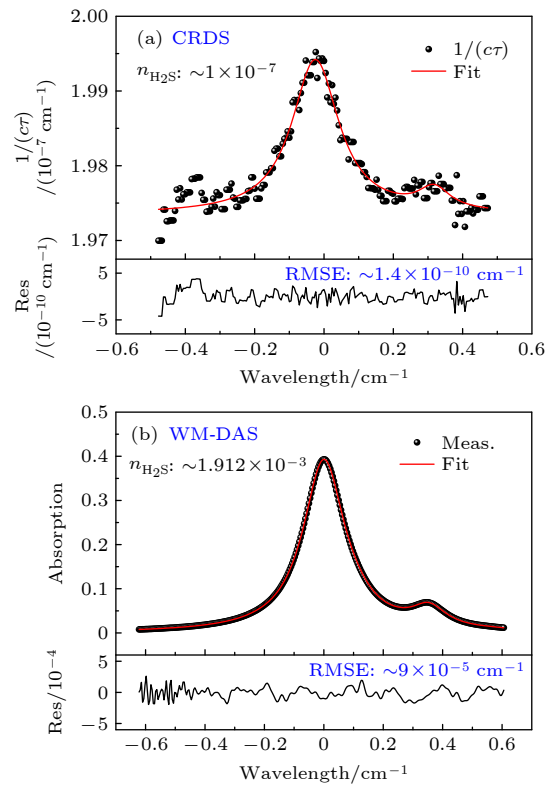 (a) CRDS
n_H₂S: ~1×10⁻⁷
1/(cτ)
Fit
1/(cτ)
/(10⁻⁷ cm⁻¹)
2.00
1.99
1.98
1.97
RMSE: ~1.4×10⁻¹⁰ cm⁻¹
Res
/(10⁻¹⁰ cm⁻¹)
5
−5
−0.6 −0.4 −0.2 0 0.2 0.4 0.6
Wavelength/cm⁻¹
(b) WM-DAS
n_H₂S: ~1.912×10⁻³
Meas.
Fit
Absorption
0.5
0.4
0.3
0.2
0.1
0
RMSE: ~9×10⁻⁵ cm⁻¹
Res/10⁻⁴
5
0
−5
−0.6 −0.4 −0.2 0 0.2 0.4 0.6
Wavelength/cm⁻¹